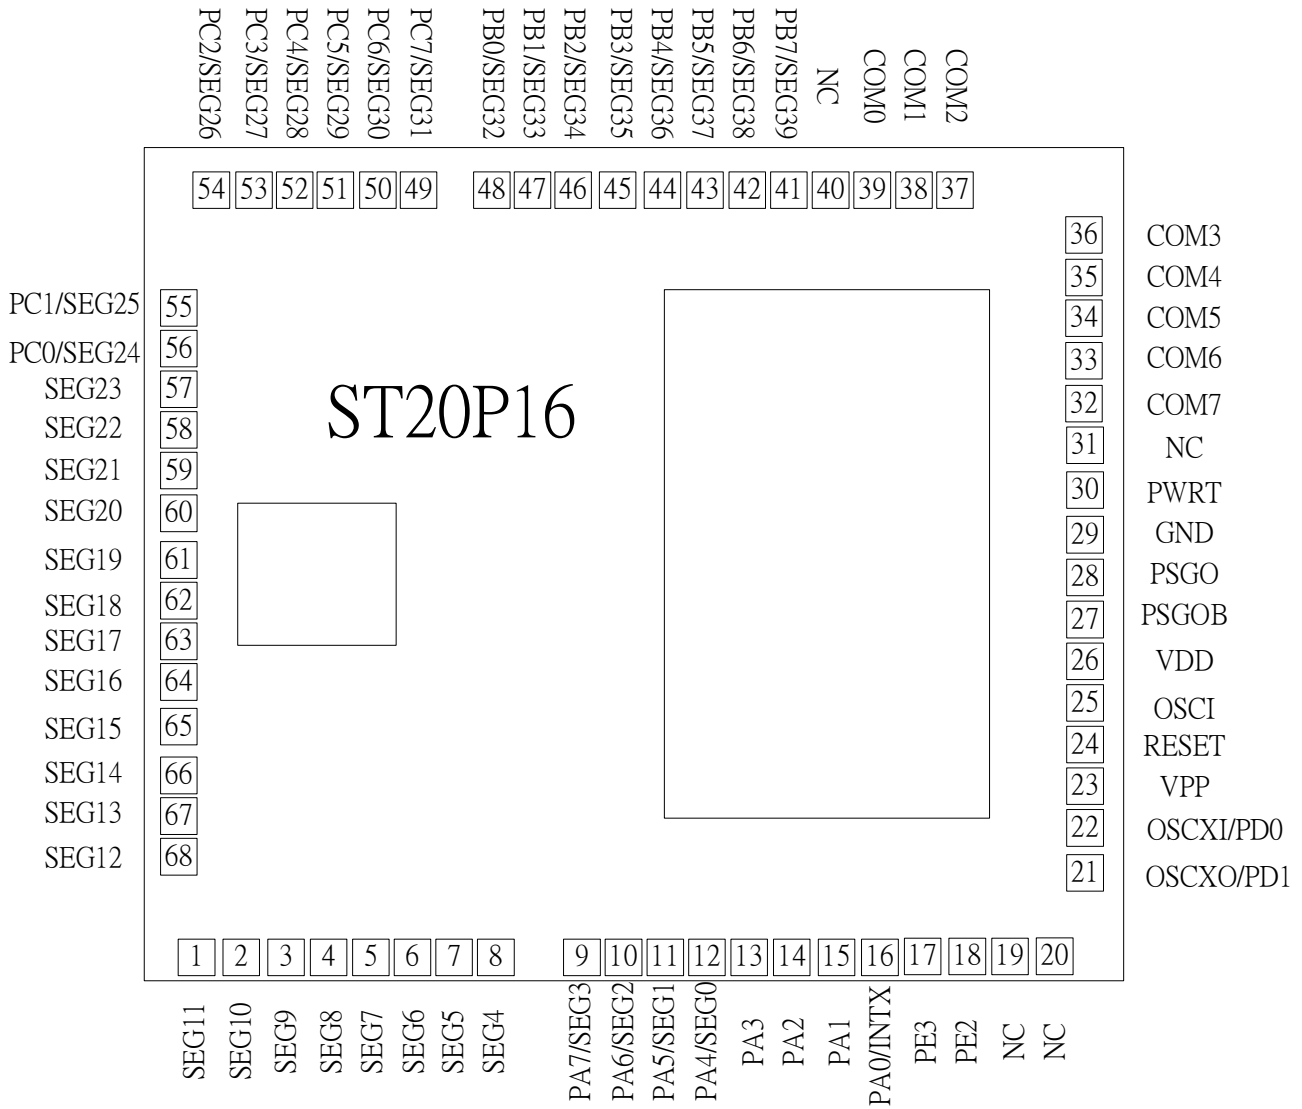 PC2/SEG26 PC3/SEG27 PC4/SEG28 PC5/SEG29 PC6/SEG30 PC7/SEG31 PB0/SEG32 PB1/SEG33 PB2/SEG34 PB3/SEG35 PB4/SEG36 PB5/SEG37 PB6/SEG38 PB7/SEG39 NC COM0 COM1 COM2
54 53 52 51 50 49 48 47 46 45 44 43 42 41 40 39 38 37
36 COM3
35 COM4
PC1/SEG25 55
34 COM5
PC0/SEG24 56
33 COM6
SEG23 57
32 COM7
ST20P16
SEG22 58
31 NC
SEG21 59
30 PWRT
SEG20 60
29 GND
SEG19 61
28 PSGO
SEG18 62
27 PSGOB
SEG17 63
26 VDD
SEG16 64
25 OSCI
SEG15 65
24 RESET
SEG14 66
23 VPP
SEG13 67
22 OSCXI/PD0
SEG12 68
21 OSCXO/PD1
1 2 3 4 5 6 7 8 9 10 11 12 13 14 15 16 17 18 19 20
SEG11 SEG10 SEG9 SEG8 SEG7 SEG6 SEG5 SEG4 PA7/SEG3 PA6/SEG2 PA5/SEG1 PA4/SEG0 PA3 PA2 PA1 PA0/INTX PE3 PE2 NC NC